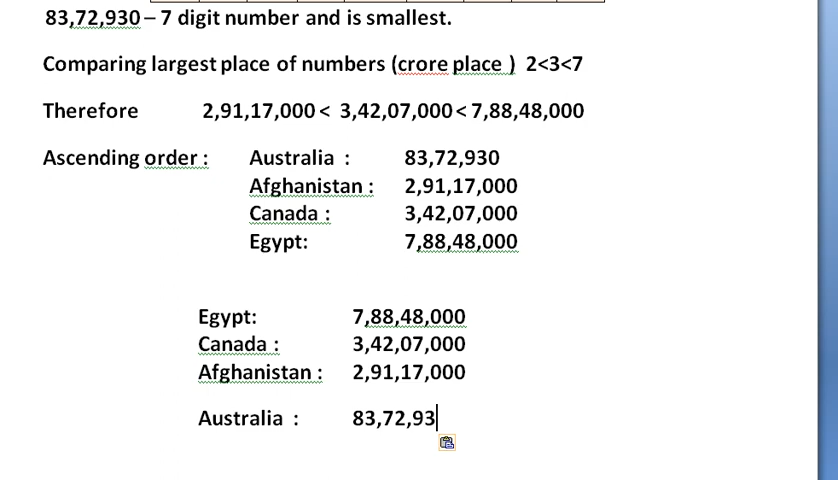 83,72,930 – 7 digit number and is smallest.
Comparing largest place of numbers (crore place ) 2<3<7
Therefore 2,91,17,000 < 3,42,07,000 < 7,88,48,000
Ascending order : Australia : 83,72,930
Afghanistan : 2,91,17,000
Canada : 3,42,07,000
Egypt: 7,88,48,000
Egypt: 7,88,48,000
Canada : 3,42,07,000
Afghanistan : 2,91,17,000
Australia : 83,72,93